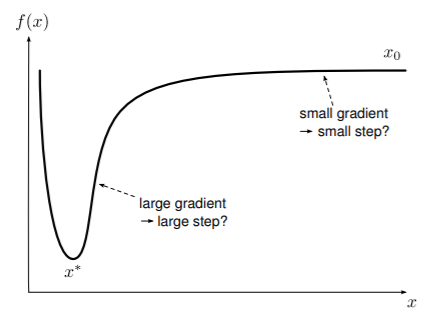 f(x)
x₀
small gradient
→ small step?
large gradient
→ large step?
x*
x